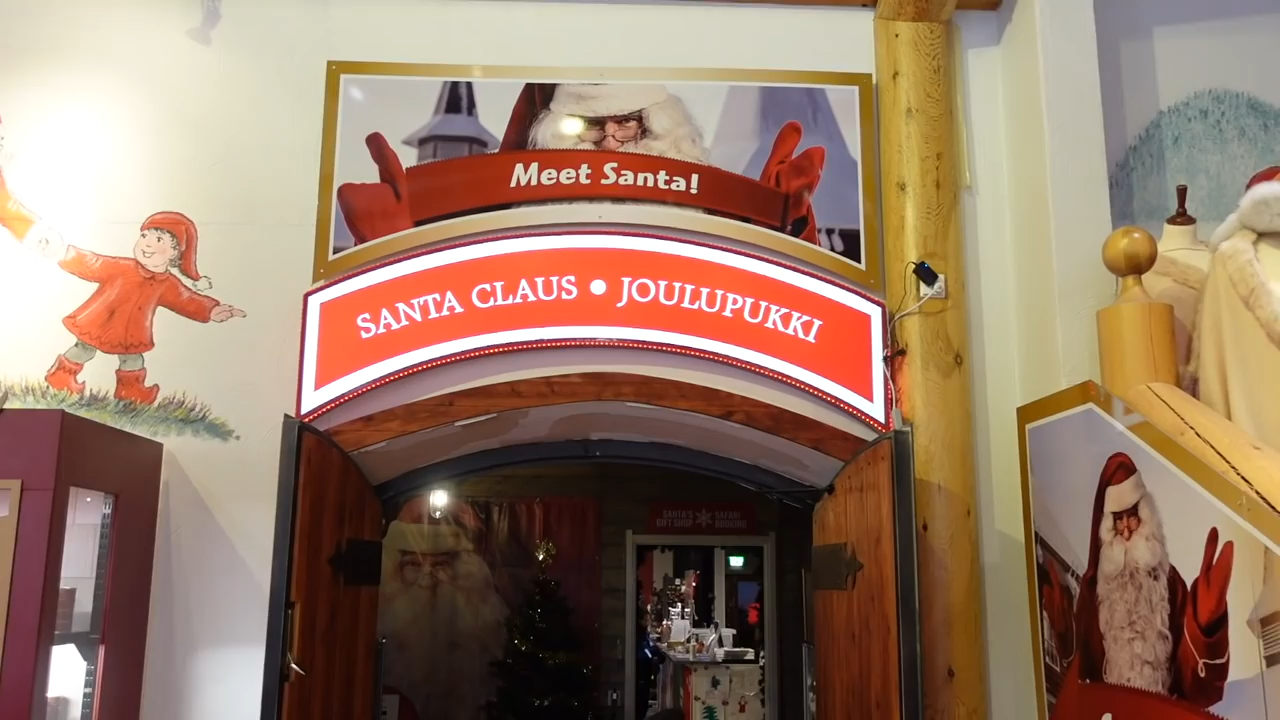 Meet Santa!
SANTA CLAUS • JOULUPUKKI
SANTA'S GIFT SHOP
SAFARI BOOKING